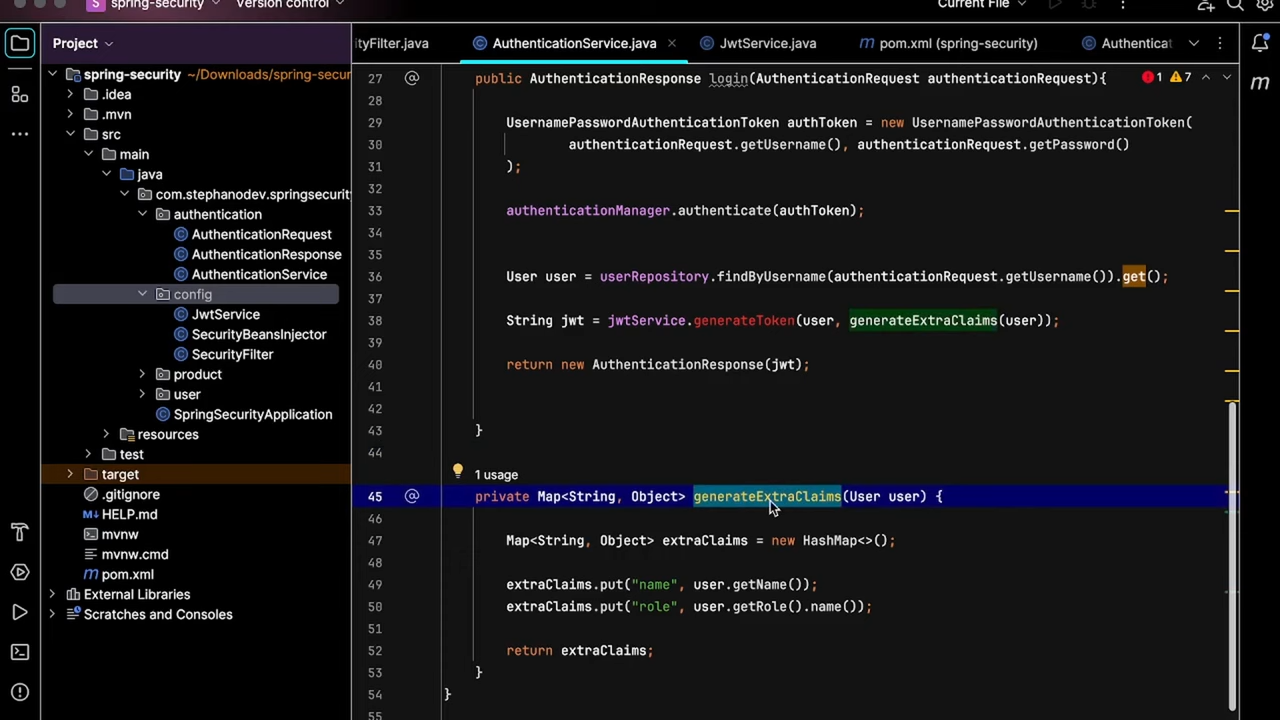 S spring-security Version control Current File
Project
ityFilter.java AuthenticationService.java JwtService.java pom.xml (spring-security) Authenticat
spring-security ~/Downloads/spring-secur
.idea
.mvn
src
main
java
com.stephanodev.springsecurity
authentication
AuthenticationRequest
AuthenticationResponse
AuthenticationService
config
JwtService
SecurityBeansInjector
SecurityFilter
product
user
SpringSecurityApplication
resources
test
target
.gitignore
HELP.md
mvnw
mvnw.cmd
pom.xml
External Libraries
Scratches and Consoles
1 7
27 public AuthenticationResponse login(AuthenticationRequest authenticationRequest){
28
29 UsernamePasswordAuthenticationToken authToken = new UsernamePasswordAuthenticationToken(
30 authenticationRequest.getUsername(), authenticationRequest.getPassword()
31 );
32
33 authenticationManager.authenticate(authToken);
34
35
36 User user = userRepository.findByUsername(authenticationRequest.getUsername()).get();
37
38 String jwt = jwtService.generateToken(user, generateExtraClaims(user));
39
40 return new AuthenticationResponse(jwt);
41
42
43 }
44
1 usage
45 private Map<String, Object> generateExtraClaims(User user) {
46
47 Map<String, Object> extraClaims = new HashMap<>();
48
49 extraClaims.put("name", user.getName());
50 extraClaims.put("role", user.getRole().name());
51
52 return extraClaims;
53 }
54 }
55